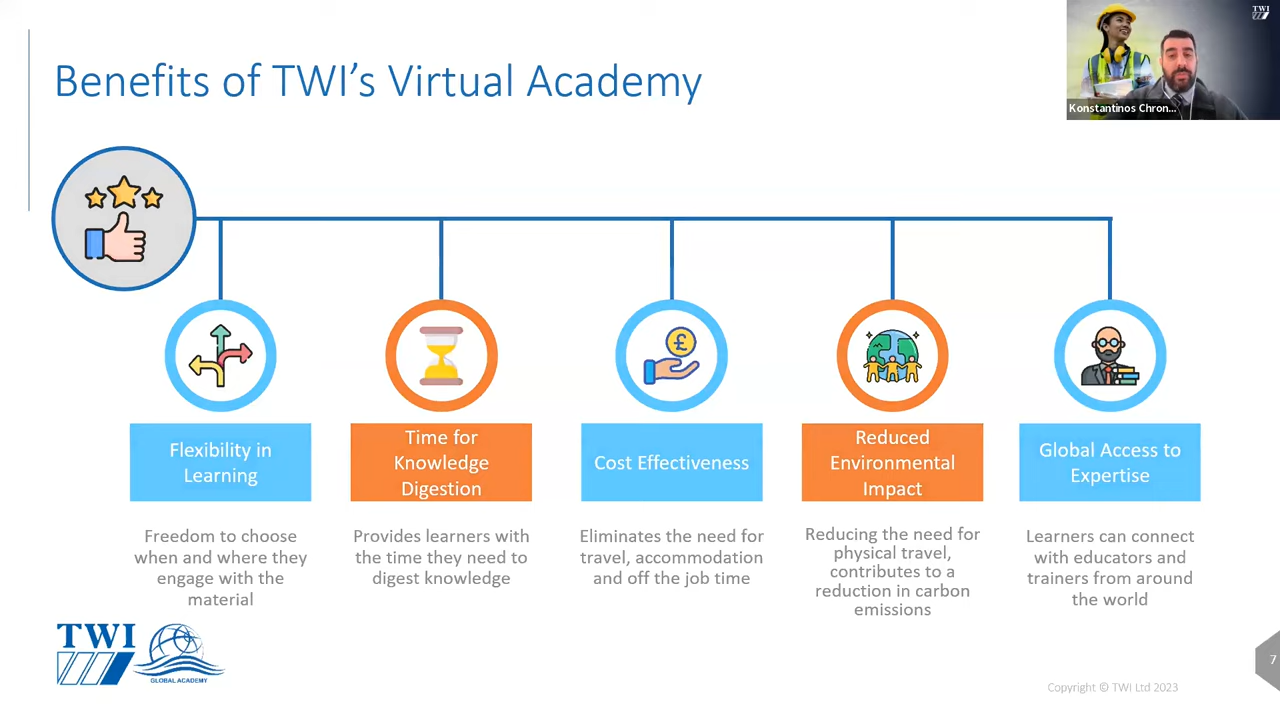 Benefits of TWI’s Virtual Academy
TWI
Konstantinos Chron...
£
Flexibility in
Learning
Freedom to choose
when and where they
engage with the
material
Time for
Knowledge
Digestion
Provides learners with
the time they need to
digest knowledge
Cost Effectiveness
Eliminates the need for
travel, accommodation
and off the job time
Reduced
Environmental
Impact
Reducing the need for
physical travel,
contributes to a
reduction in carbon
emissions
Global Access to
Expertise
Learners can connect
with educators and
trainers from around
the world
TWI
GLOBAL ACADEMY
7
Copyright © TWI Ltd 2023